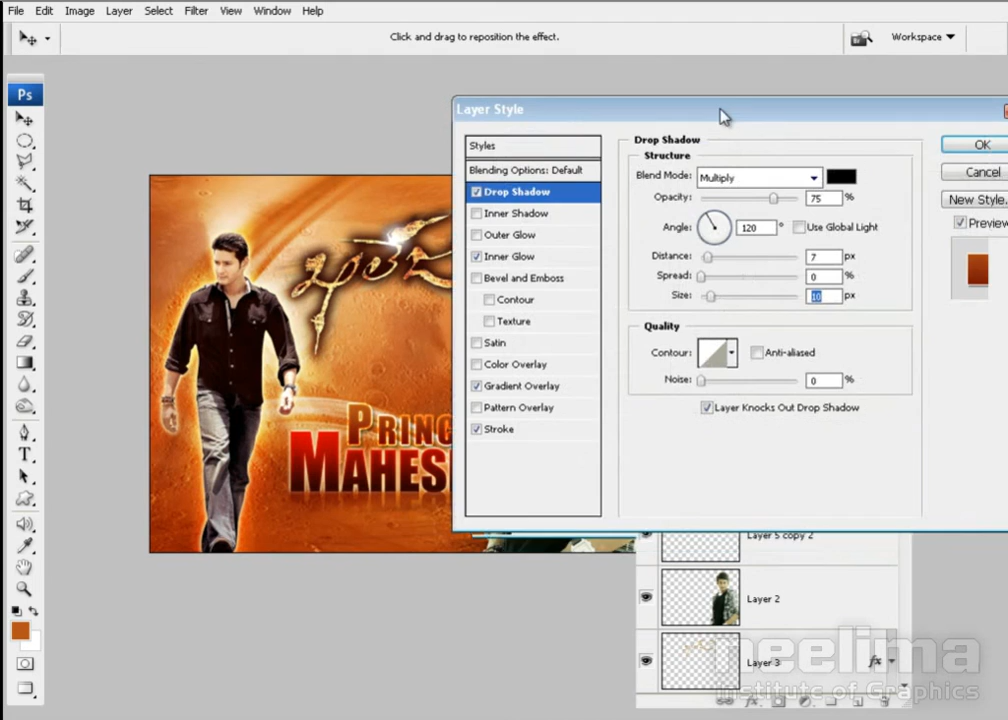 File Edit Image Layer Select Filter View Window Help
Click and drag to reposition the effect.
Workspace
Ps
Layer Style
Styles
Blending Options: Default
Drop Shadow
Inner Shadow
Outer Glow
Inner Glow
Bevel and Emboss
Contour
Texture
Satin
Color Overlay
Gradient Overlay
Pattern Overlay
Stroke
Drop Shadow
Structure
Blend Mode: Multiply
Opacity: 75 %
Angle: 120 ° Use Global Light
Distance: 7 px
Spread: 0 %
Size: 10 px
Quality
Contour: Anti-aliased
Noise: 0 %
Layer Knocks Out Drop Shadow
OK
Cancel
New Style.
Preview
PRINC
MAHES
Layer 5 copy 2
Layer 2
Layer 3
fx
neelima
Institute of Graphics